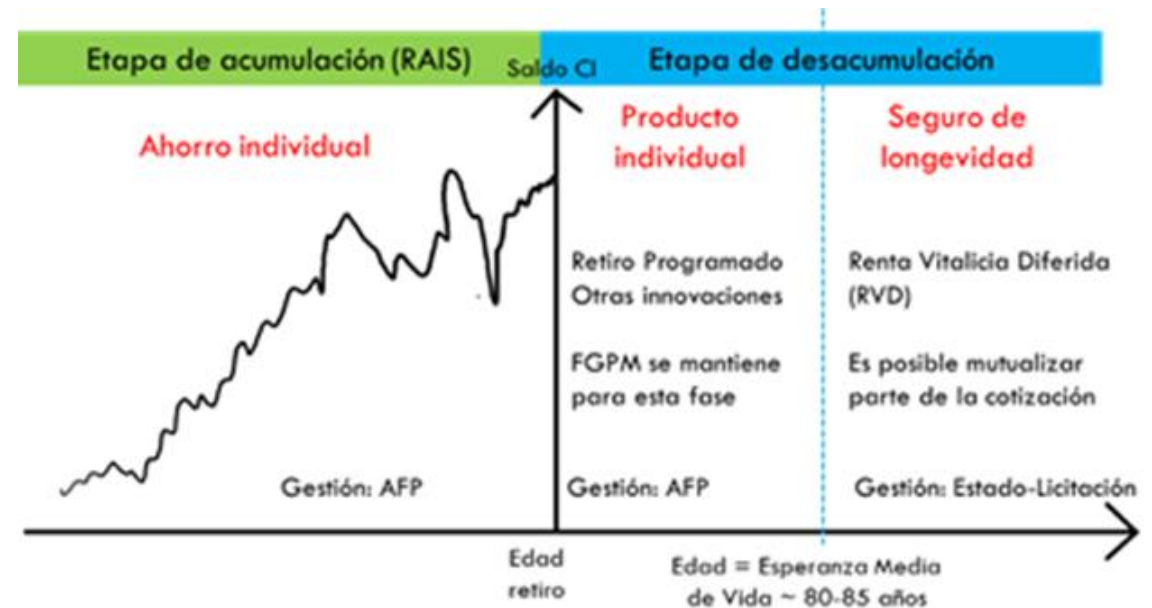 Etapa de acumulación (RAIS)
Saldo CI
Etapa de desacumulación
Ahorro individual
Producto
individual
Seguro de
longevidad
Retiro Programado
Otras innovaciones
Renta Vitalicia Diferida
(RVD)
FGPM se mantiene
para esta fase
Es posible mutualizar
parte de la cotización
Gestión: AFP
Gestión: AFP
Gestión: Estado-Licitación
Edad
retiro
Edad = Esperanza Media
de Vida ~ 80-85 años